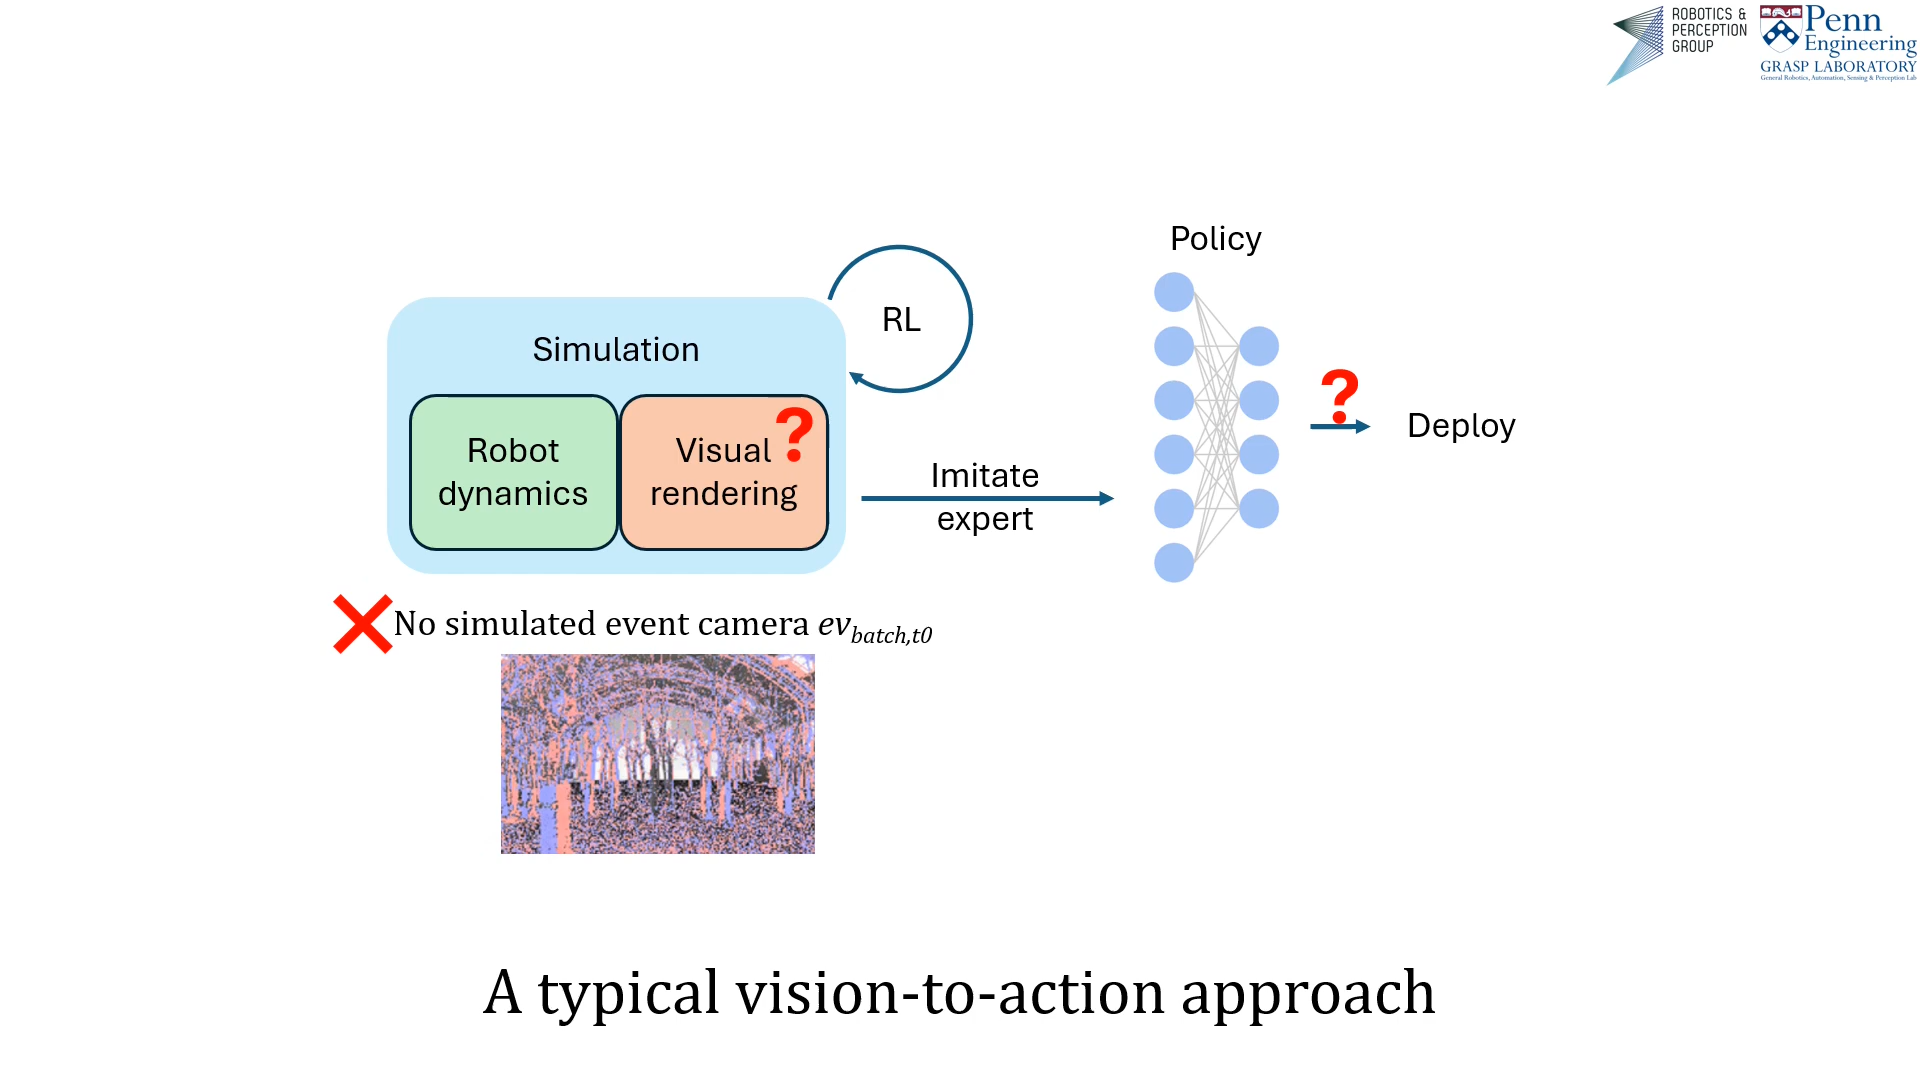 ROBOTICS &
PERCEPTION
GROUP
Penn
Engineering
GRASP LABORATORY
General Robotics, Automation, Sensing & Perception Lab
Policy
RL
Simulation
Robot
dynamics
Visual ?
rendering
?
Deploy
Imitate
expert
No simulated event camera ev_batch,t0
A typical vision-to-action approach